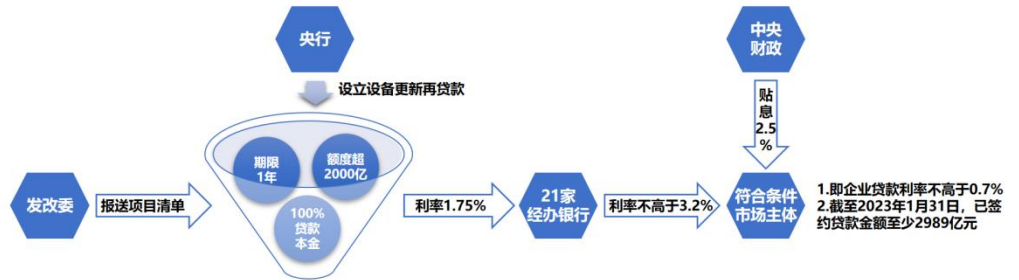 央行
设立设备更新再贷款
期限
1年
额度超
2000亿
100%
贷款
本金
发改委
报送项目清单
利率1.75%
21家
经办银行
利率不高于3.2%
中央
财政
贴
息
2.5
%
符合条件
市场主体
1.即企业贷款利率不高于0.7%
2.截至2023年1月31日，已签
约贷款金额至少2989亿元